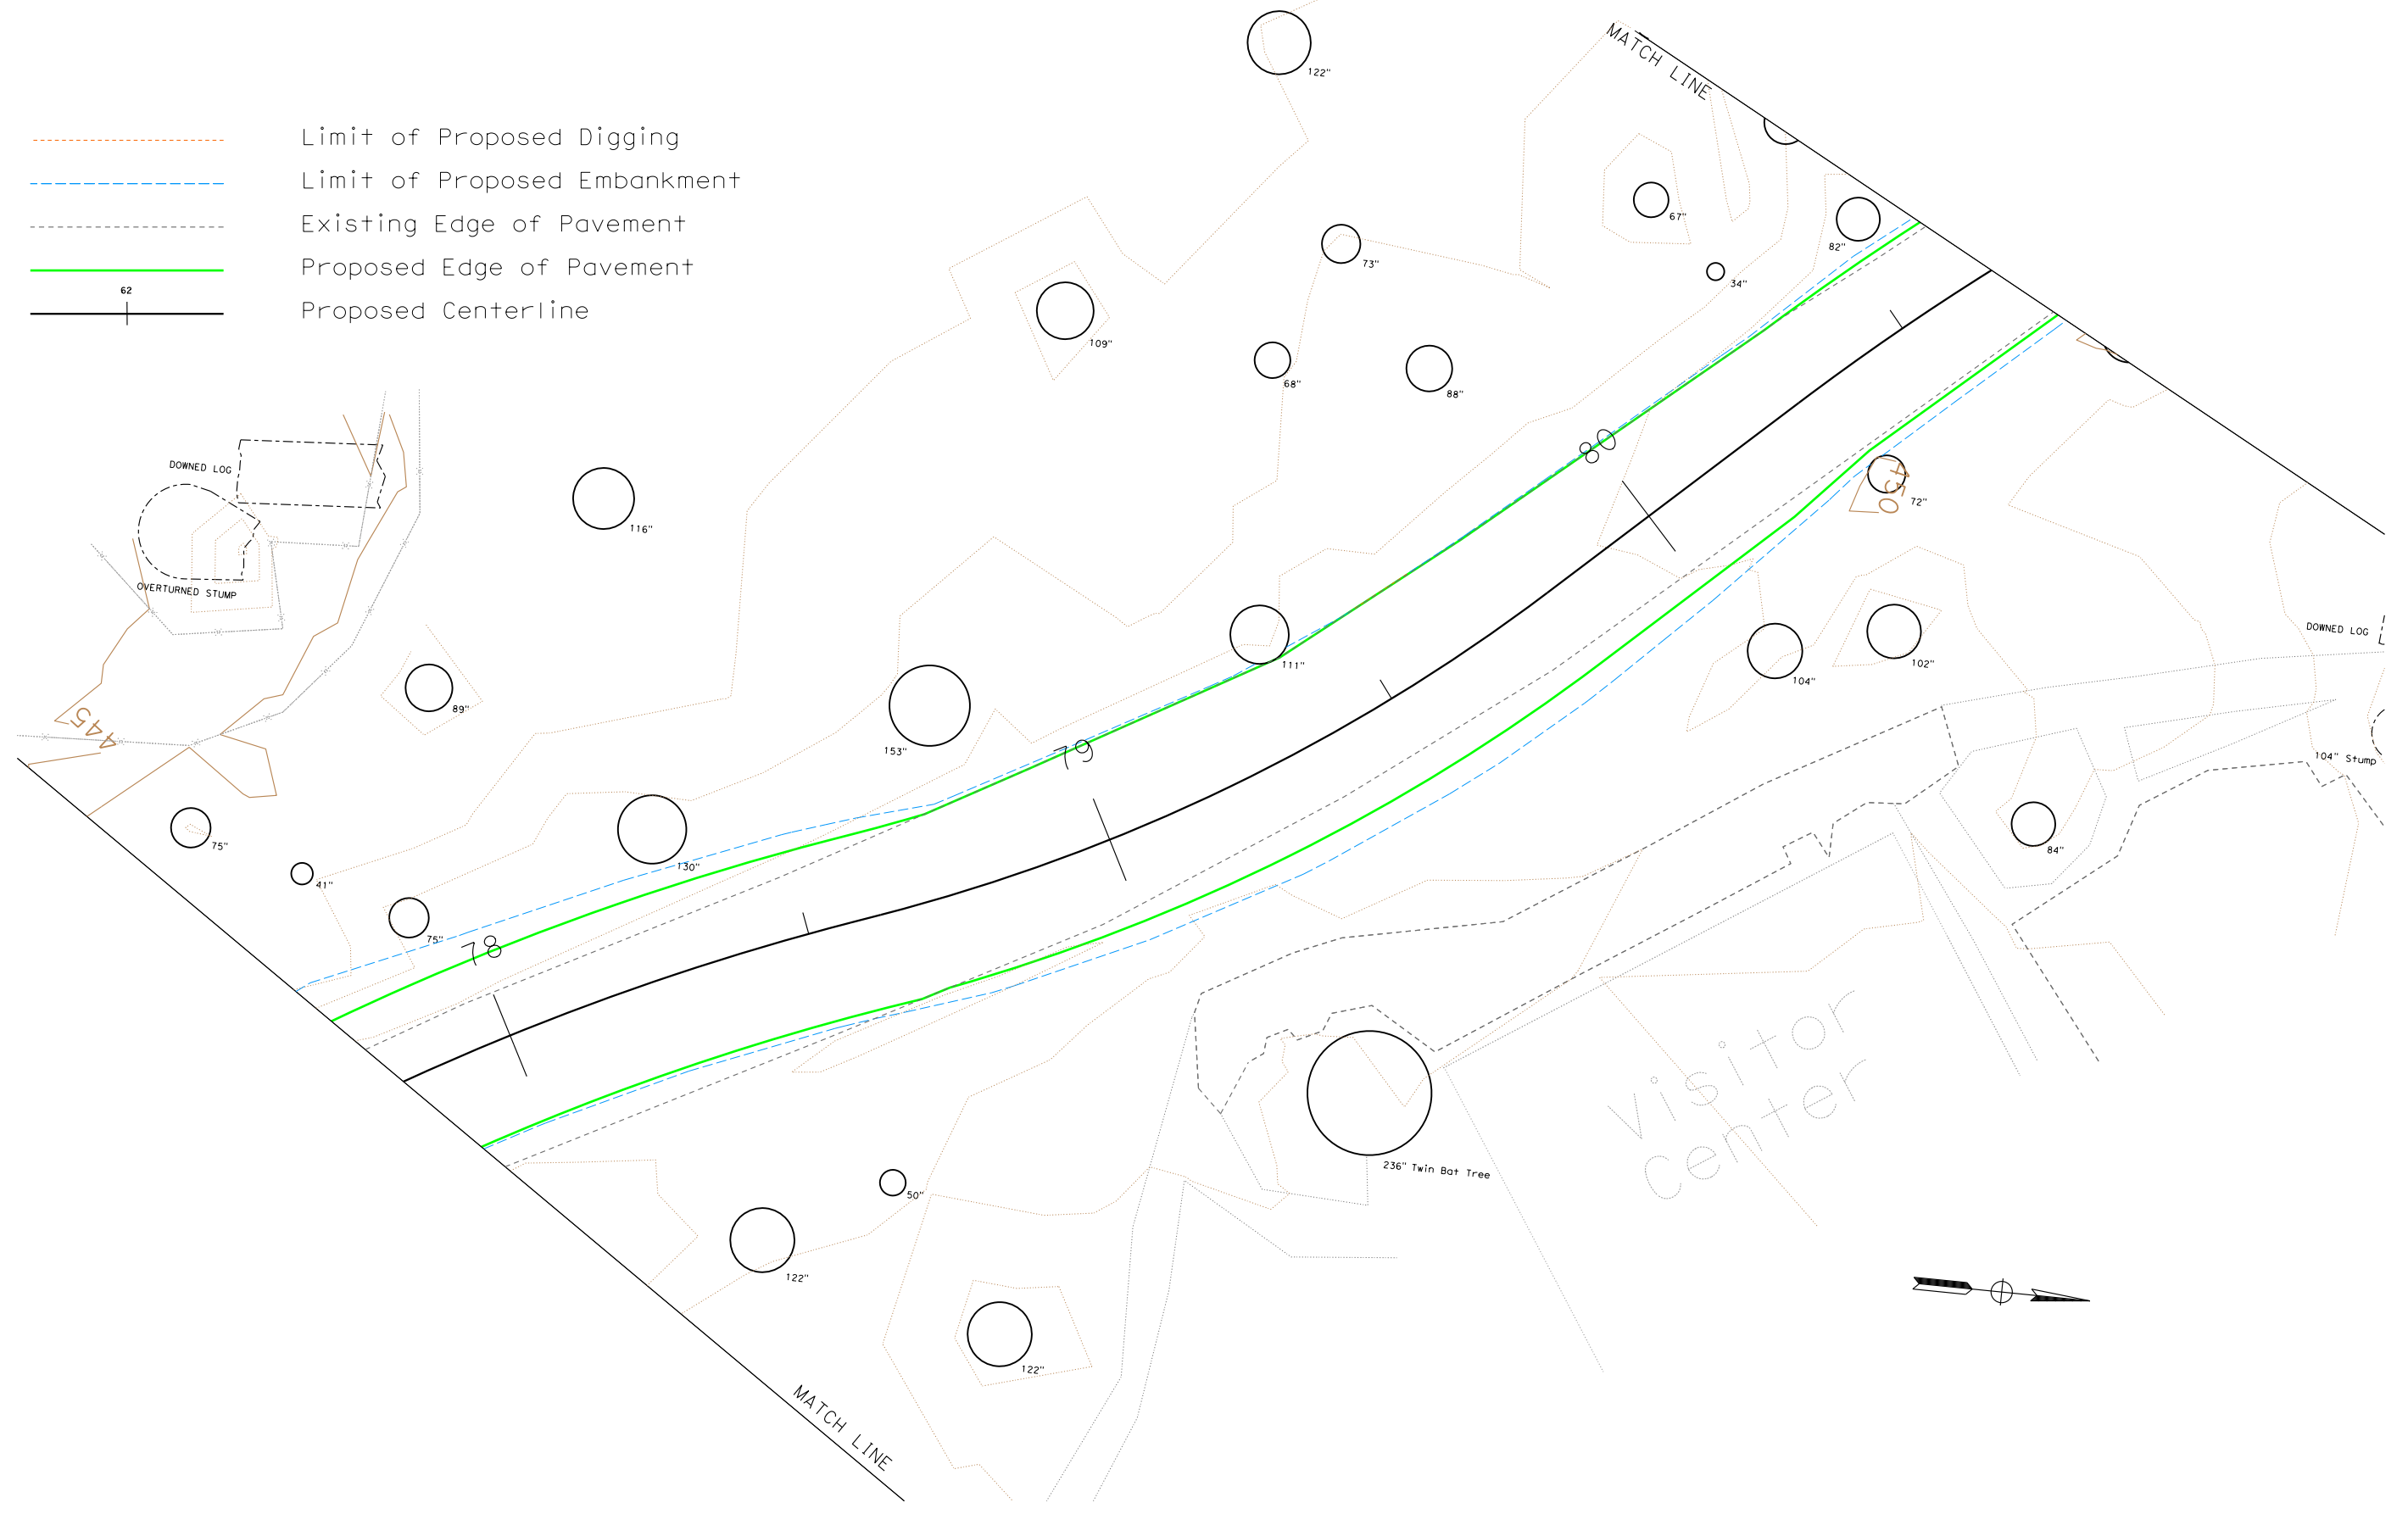 MATCH LINE
122"
Limit of Proposed Digging
Limit of Proposed Embankment
Existing Edge of Pavement
Proposed Edge of Pavement
62
Proposed Centerline
67"
82"
73"
34"
109"
68"
88"
80
DOWNED LOG
450
72"
116"
OVERTURNED STUMP
DOWNED LOG
111"
104"
102"
89"
445
153"
79
104" Stump
75"
130"
84"
41"
75"
78
Visitor
Center
236" Twin Bat Tree
50"
122"
122"
MATCH LINE